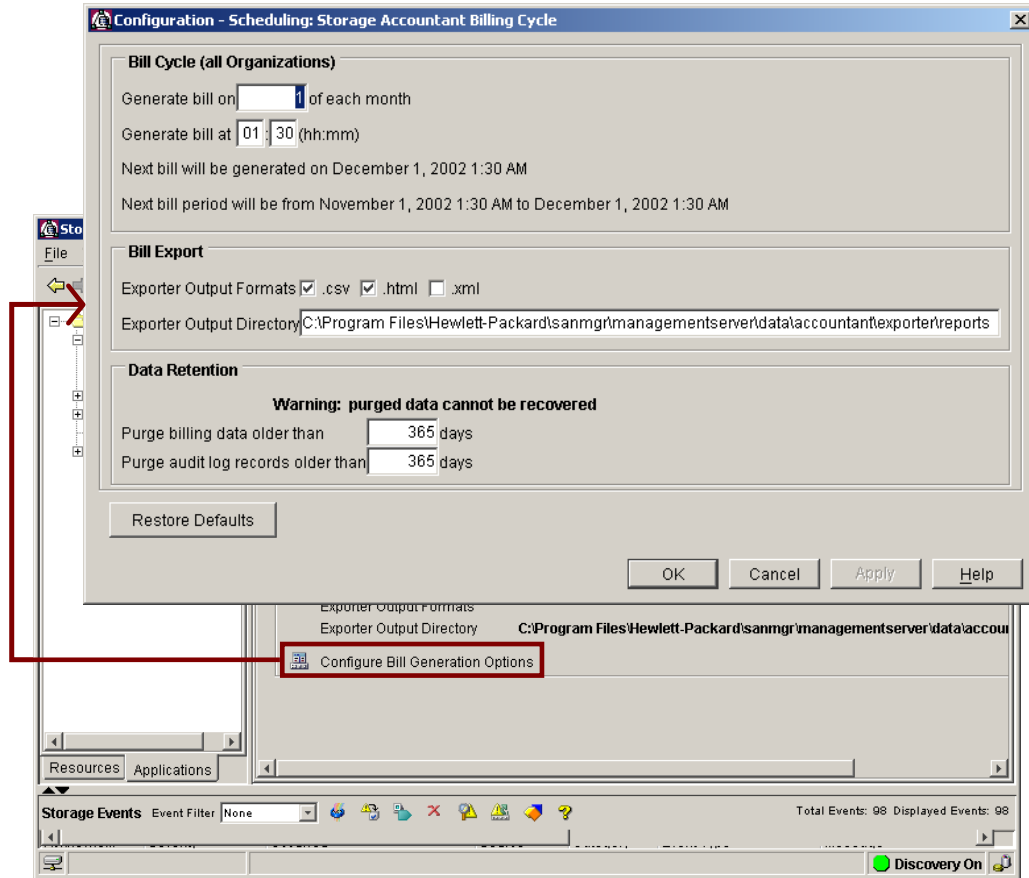 Configuration - Scheduling: Storage Accountant Billing Cycle
Bill Cycle (all Organizations)
Generate bill on 1 of each month
Generate bill at 01 : 30 (hh:mm)
Next bill will be generated on December 1, 2002 1:30 AM
Next bill period will be from November 1, 2002 1:30 AM to December 1, 2002 1:30 AM
Sto
File
Bill Export
Exporter Output Formats .csv .html .xml
Exporter Output Directory C:\Program Files\Hewlett-Packard\sanmgr\managementserver\data\accountant\exporter\reports
Data Retention
Warning: purged data cannot be recovered
Purge billing data older than 365 days
Purge audit log records older than 365 days
Restore Defaults
OK Cancel Apply Help
Exporter Output Formats
Exporter Output Directory C:\Program Files\Hewlett-Packard\sanmgr\managementserver\data\accoun
Configure Bill Generation Options
Resources Applications
Storage Events Event Filter None Total Events: 98 Displayed Events: 98
Discovery On